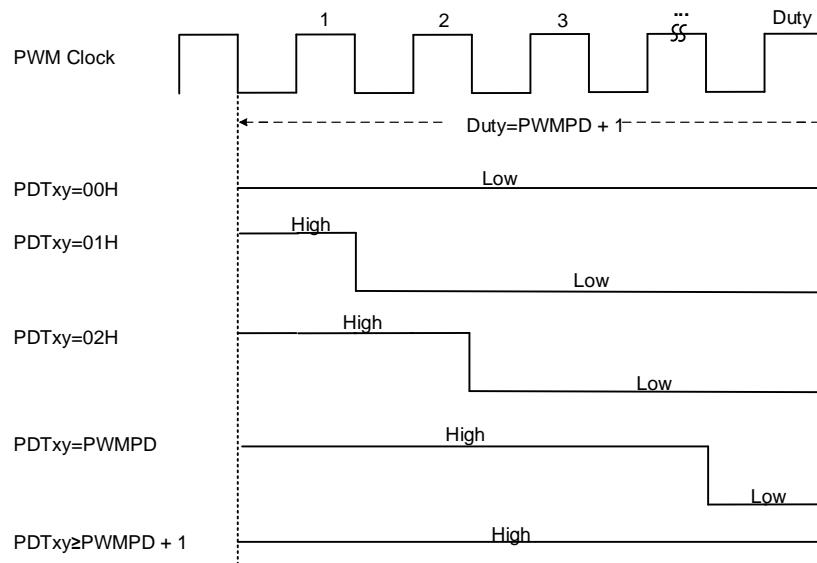 1 2 3 ... Duty
PWM Clock
Duty=PWMPD + 1
PDTxy=00H Low
High
PDTxy=01H
Low
PDTxy=02H High
Low
PDTxy=PWMPD High
Low
PDTxy≥PWMPD + 1 High